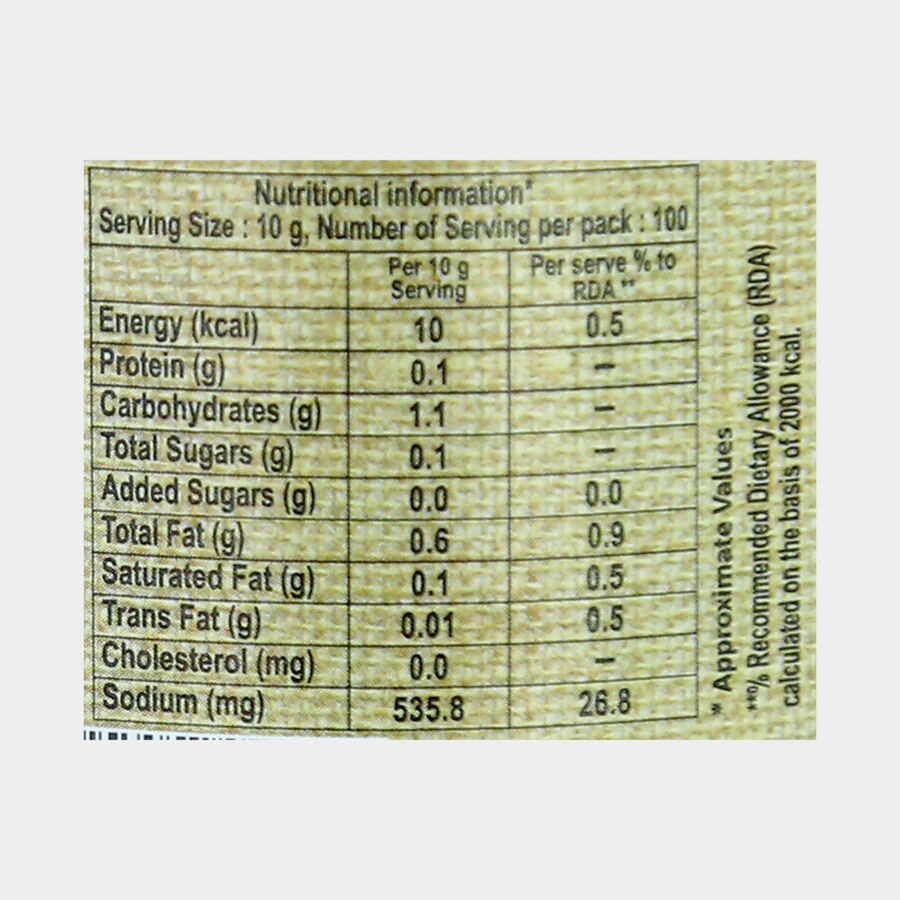 Nutritional information*
Serving Size : 10 g, Number of Serving per pack : 100
Per 10 g Serving | Per serve % to RDA**
Energy (kcal) | 10 | 0.5
Protein (g) | 0.1 | –
Carbohydrates (g) | 1.1 | –
Total Sugars (g) | 0.1 | –
Added Sugars (g) | 0.0 | 0.0
Total Fat (g) | 0.6 | 0.9
Saturated Fat (g) | 0.1 | 0.5
Trans Fat (g) | 0.01 | 0.5
Cholesterol (mg) | 0.0 | –
Sodium (mg) | 535.8 | 26.8
* Approximate Values
**% Recommended Dietary Allowance (RDA)
calculated on the basis of 2000 kcal.